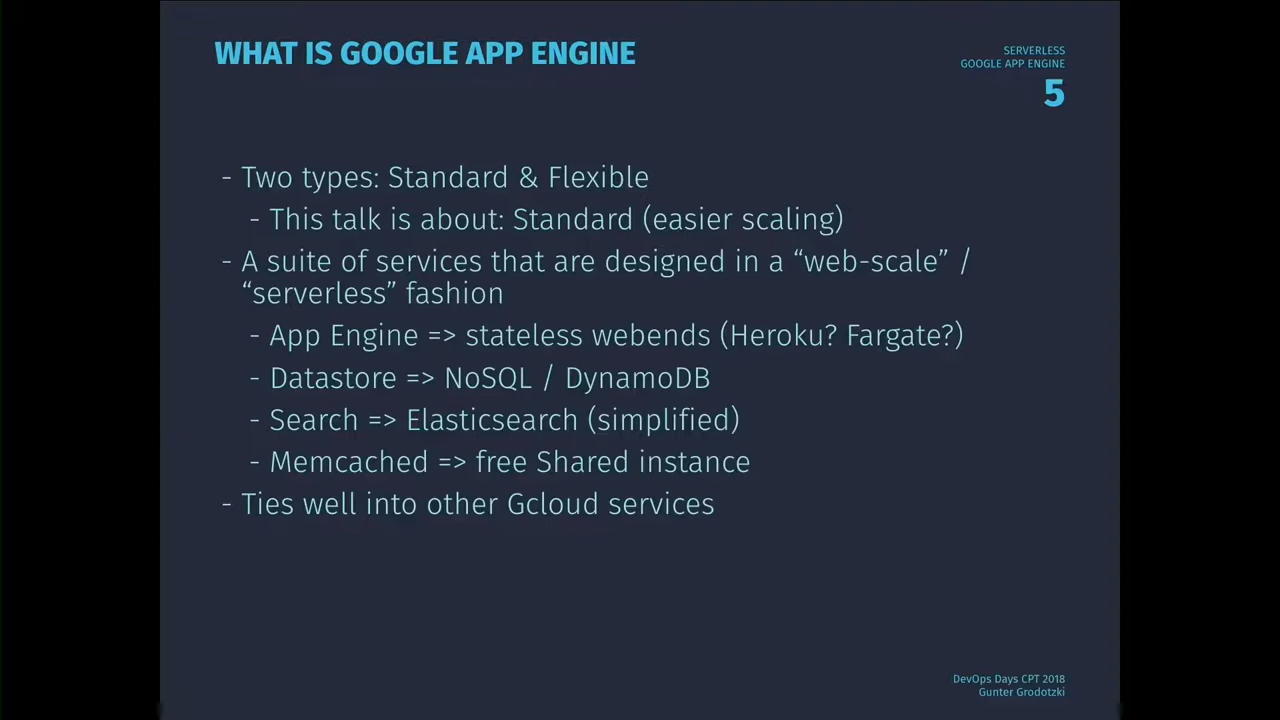 WHAT IS GOOGLE APP ENGINE
SERVERLESS
GOOGLE APP ENGINE
5
- Two types: Standard & Flexible
- This talk is about: Standard (easier scaling)
- A suite of services that are designed in a “web-scale” /
“serverless” fashion
- App Engine => stateless webends (Heroku? Fargate?)
- Datastore => NoSQL / DynamoDB
- Search => Elasticsearch (simplified)
- Memcached => free Shared instance
- Ties well into other Gcloud services
DevOps Days CPT 2018
Gunter Grodotzki